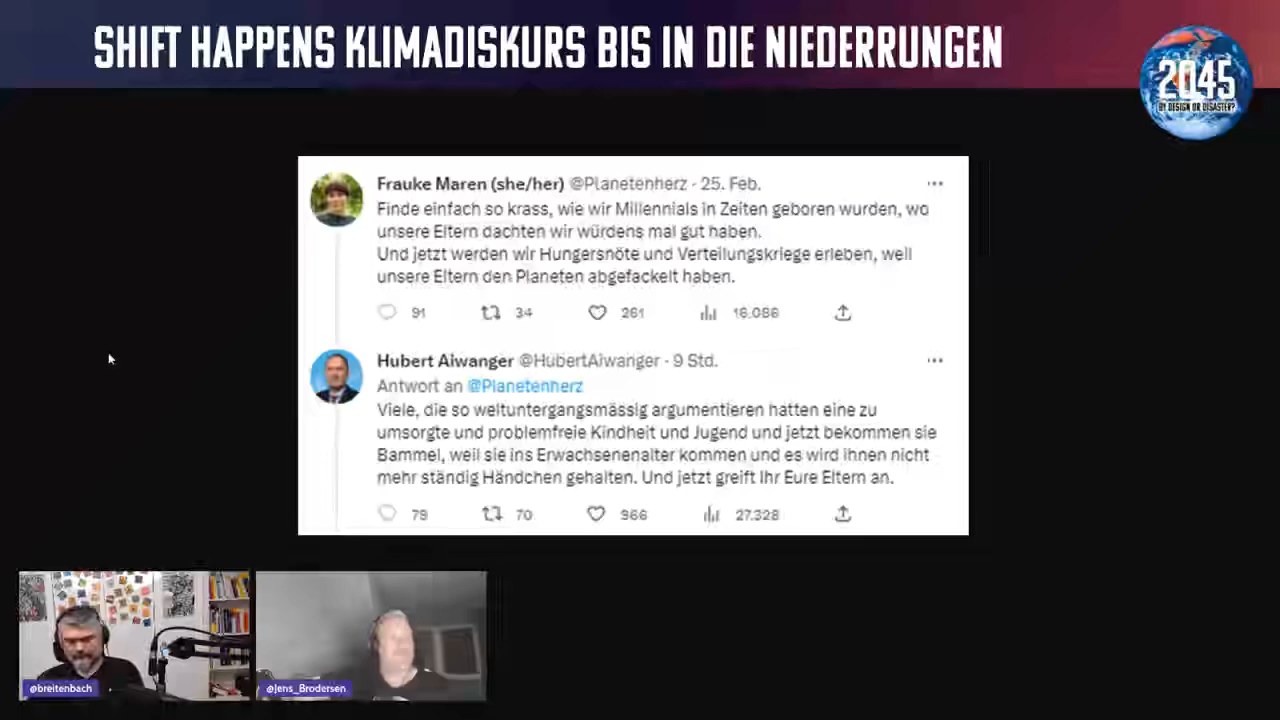 SHIFT HAPPENS KLIMADISKURS BIS IN DIE NIEDERRUNGEN
2045
BY DESIGN OR DISASTER?
Frauke Maren (she/her) @Planetenherz · 25. Feb.
Finde einfach so krass, wie wir Millennials in Zeiten geboren wurden, wo
unsere Eltern dachten wir würdens mal gut haben.
Und jetzt werden wir Hungersnöte und Verteilungskriege erleben, weil
unsere Eltern den Planeten abgefackelt haben.
91 34 261 16.086
Hubert Aiwanger @HubertAiwanger · 9 Std.
Antwort an @Planetenherz
Viele, die so weltuntergangsmässig argumentieren hatten eine zu
umsorgte und problemfreie Kindheit und Jugend und jetzt bekommen sie
Bammel, weil sie ins Erwachsenenalter kommen und es wird ihnen nicht
mehr ständig Händchen gehalten. Und jetzt greift Ihr Eure Eltern an.
79 70 966 27.328
@breitenbach
@Jens_Brodersen